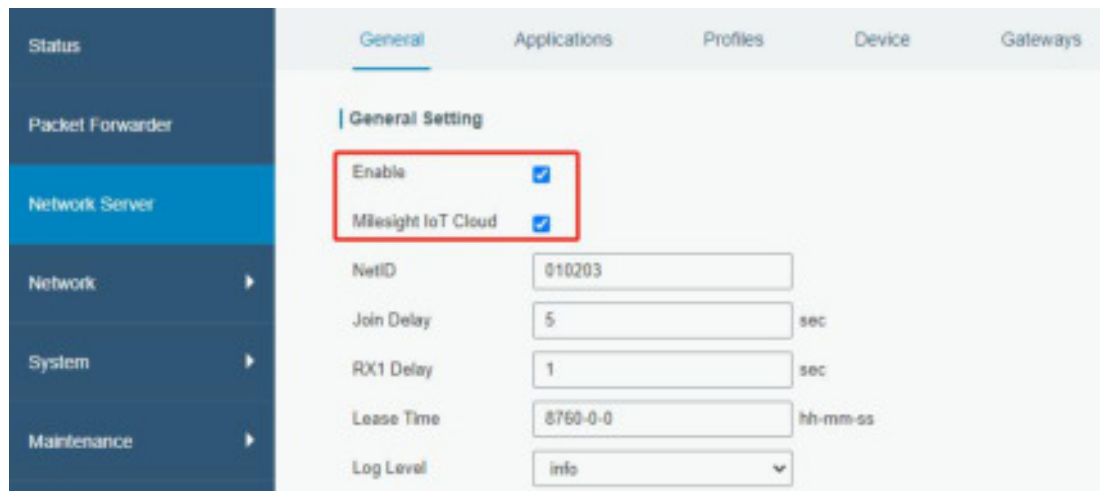 Status
Packet Forwarder
Network Server
Network
System
Maintenance
General Applications Profiles Device Gateways
General Setting
Enable
Milesight IoT Cloud
NetID 010203
Join Delay 5 sec
RX1 Delay 1 sec
Lease Time 8760-0-0 hh-mm-ss
Log Level info